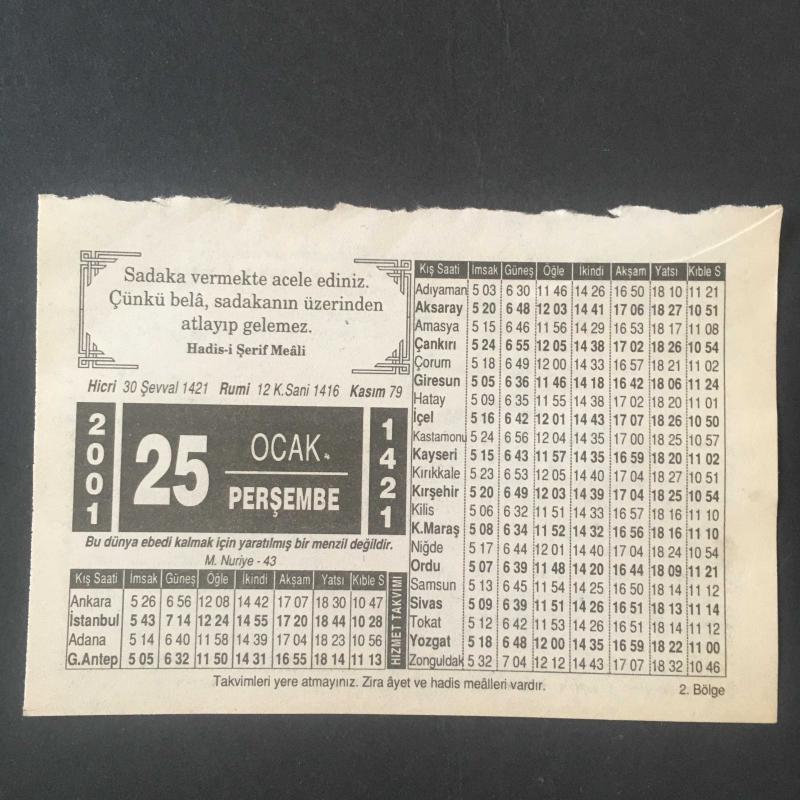 Sadaka vermekte acele ediniz.
Çünkü belâ, sadakanın üzerinden
atlayıp gelemez.
Hadis-i Şerif Meâli
Hicri 30 Şevval 1421 Rumi 12 K.Sani 1416 Kasım 79
2001
25
OCAK
PERŞEMBE
1421
Bu dünya ebedi kalmak için yaratılmış bir menzil değildir.
M. Nuriye - 43
Kış Saati İmsak Güneş Öğle İkindi Akşam Yatsı Kıble S
Ankara 5 26 6 56 12 08 14 42 17 07 18 30 10 47
İstanbul 5 43 7 14 12 24 14 55 17 20 18 44 10 28
Adana 5 14 6 40 11 58 14 39 17 04 18 23 10 56
G.Antep 5 05 6 32 11 50 14 31 16 55 18 14 11 13
HİZMET TAKVİMİ
Kış Saati İmsak Güneş Öğle İkindi Akşam Yatsı Kıble S
Adıyaman 5 03 6 30 11 46 14 26 16 50 18 10 11 21
Aksaray 5 20 6 48 12 03 14 41 17 06 18 27 10 51
Amasya 5 15 6 46 11 56 14 29 16 53 18 17 11 08
Çankırı 5 24 6 55 12 05 14 38 17 02 18 26 10 54
Çorum 5 18 6 49 12 00 14 33 16 57 18 21 11 02
Giresun 5 05 6 36 11 46 14 18 16 42 18 06 11 24
Hatay 5 09 6 35 11 55 14 38 17 02 18 20 11 01
İçel 5 16 6 42 12 01 14 43 17 07 18 26 10 50
Kastamonu 5 24 6 56 12 04 14 35 17 00 18 25 10 57
Kayseri 5 15 6 43 11 57 14 35 16 59 18 20 11 02
Kırıkkale 5 23 6 53 12 05 14 40 17 04 18 27 10 51
Kırşehir 5 20 6 49 12 03 14 39 17 04 18 25 10 54
Kilis 5 06 6 32 11 51 14 33 16 57 18 16 11 10
K.Maraş 5 08 6 34 11 52 14 32 16 56 18 16 11 10
Niğde 5 17 6 44 12 01 14 40 17 04 18 24 10 54
Ordu 5 07 6 39 11 48 14 20 16 44 18 09 11 21
Samsun 5 13 6 45 11 54 14 25 16 50 18 14 11 12
Sivas 5 09 6 39 11 51 14 26 16 51 18 13 11 14
Tokat 5 12 6 42 11 53 14 26 16 51 18 14 11 12
Yozgat 5 18 6 48 12 00 14 35 16 59 18 22 11 00
Zonguldak 5 32 7 04 12 12 14 43 17 07 18 32 10 46
Takvimleri yere atmayınız. Zira âyet ve hadis meâlleri vardır.
2. Bölge